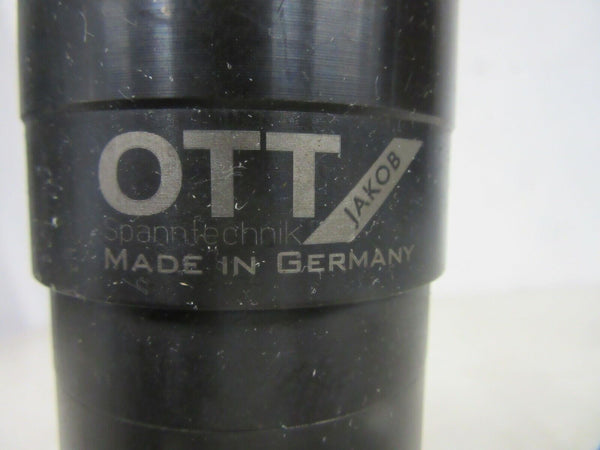 OTT
JAKOB
Spanntechnik
MADE IN GERMANY